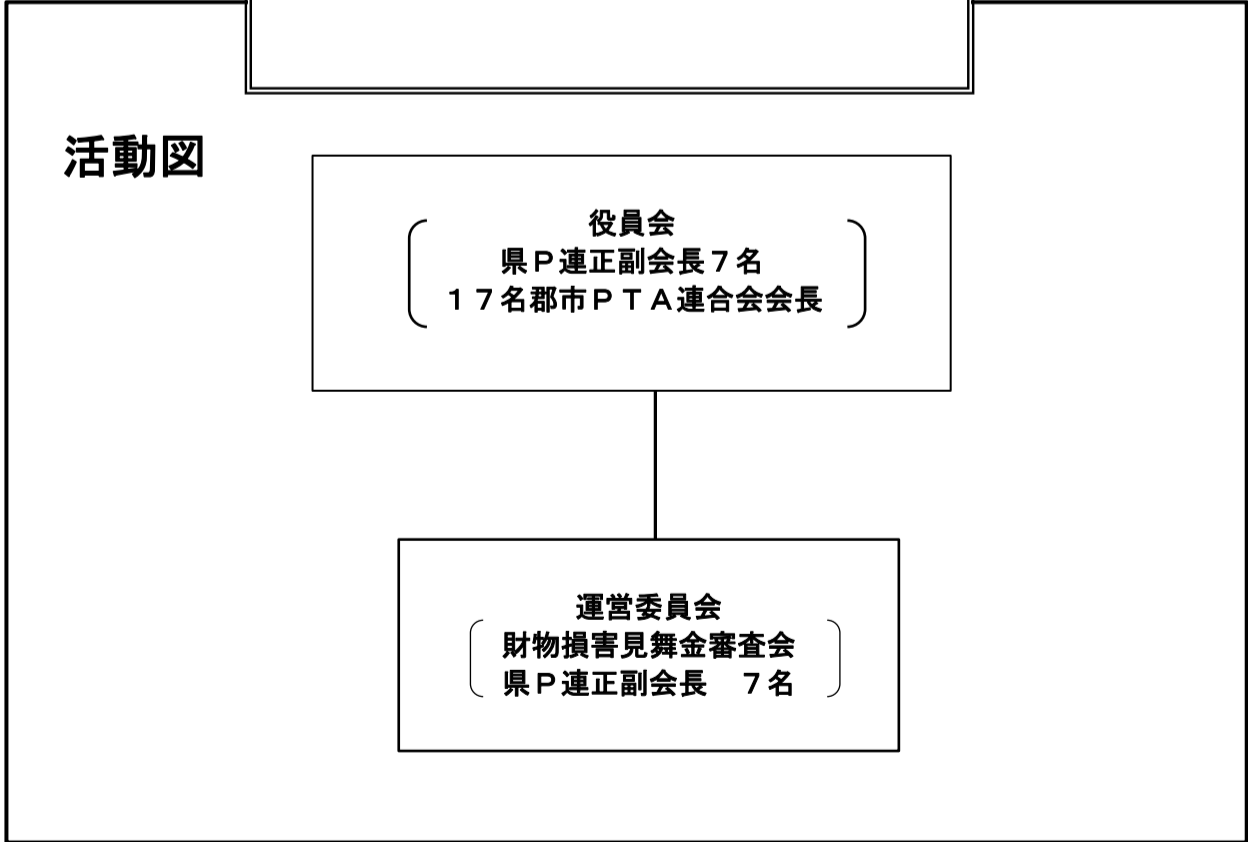 活動図
役員会
県Ｐ連正副会長７名
１７名郡市ＰＴＡ連合会会長
運営委員会
財物損害見舞金審査会
県Ｐ連正副会長　７名